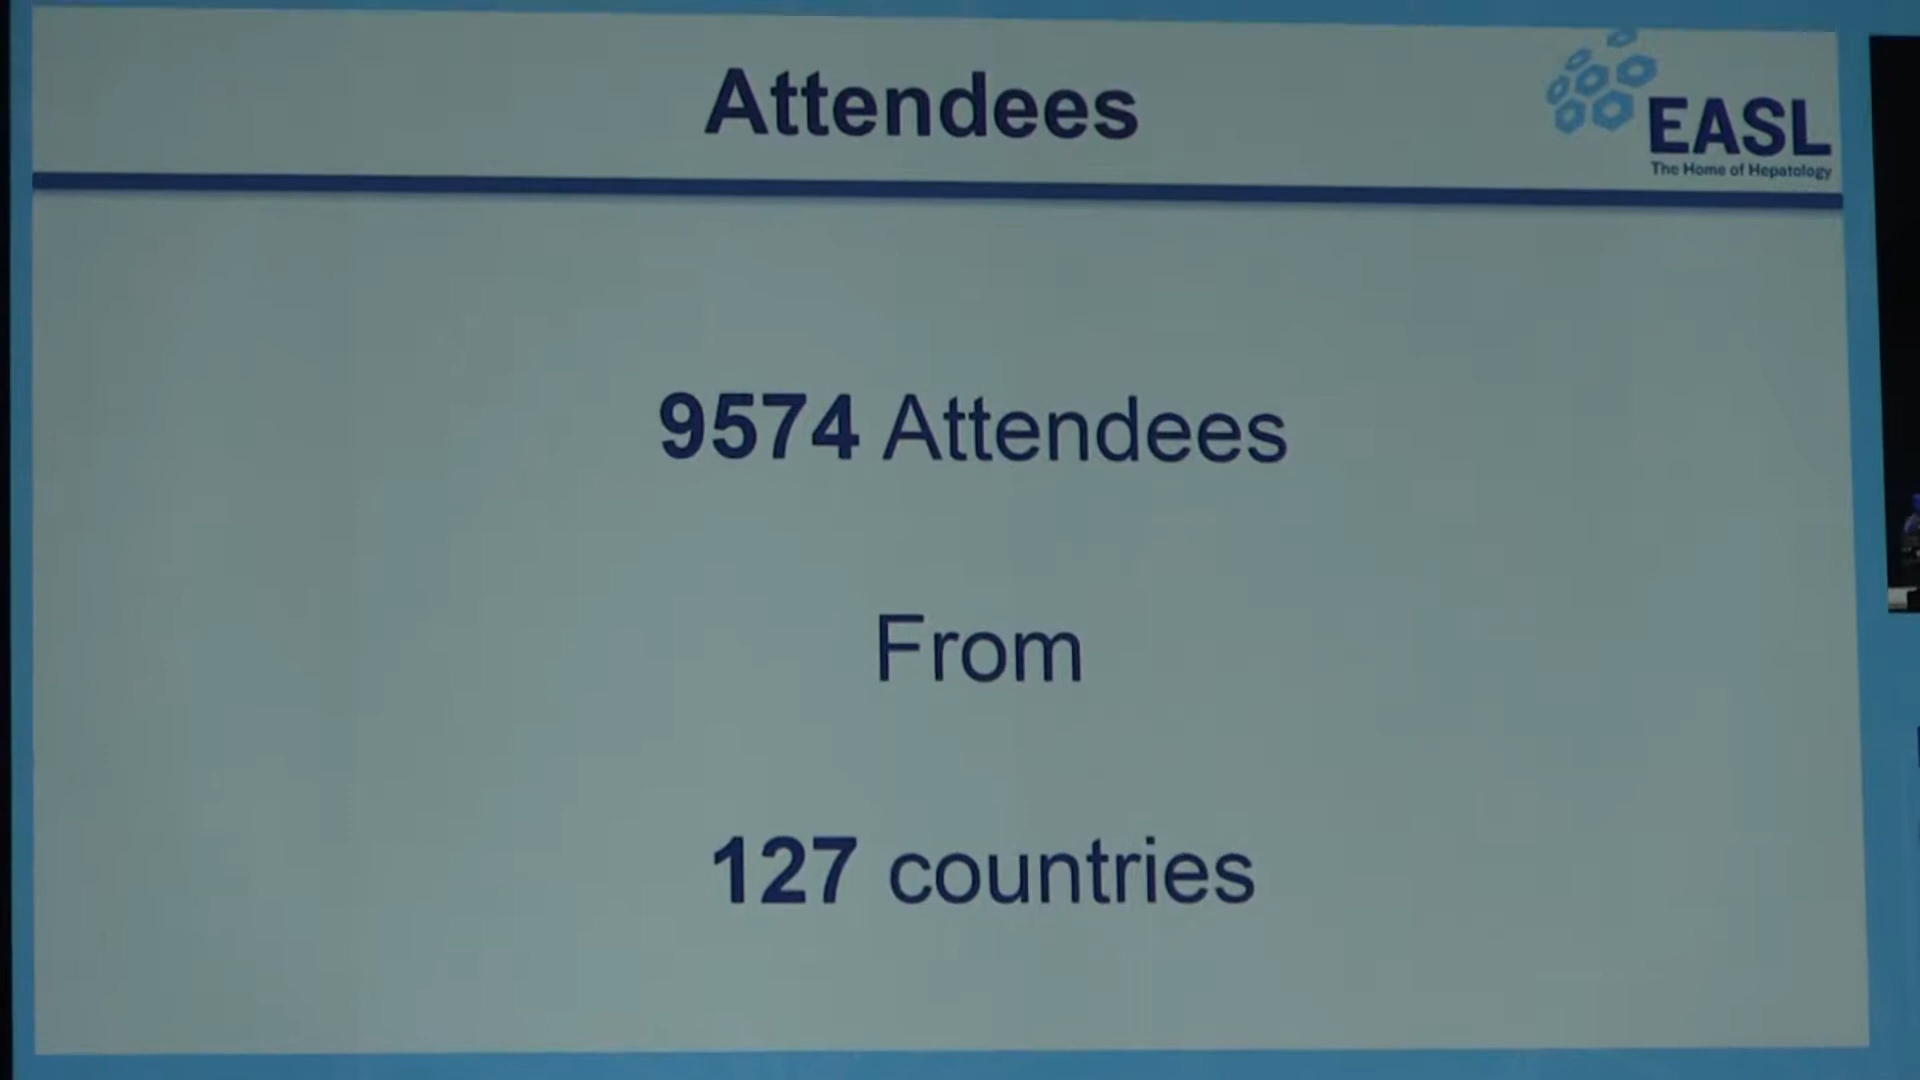 Attendees
EASL
The Home of Hepatology
9574 Attendees
From
127 countries